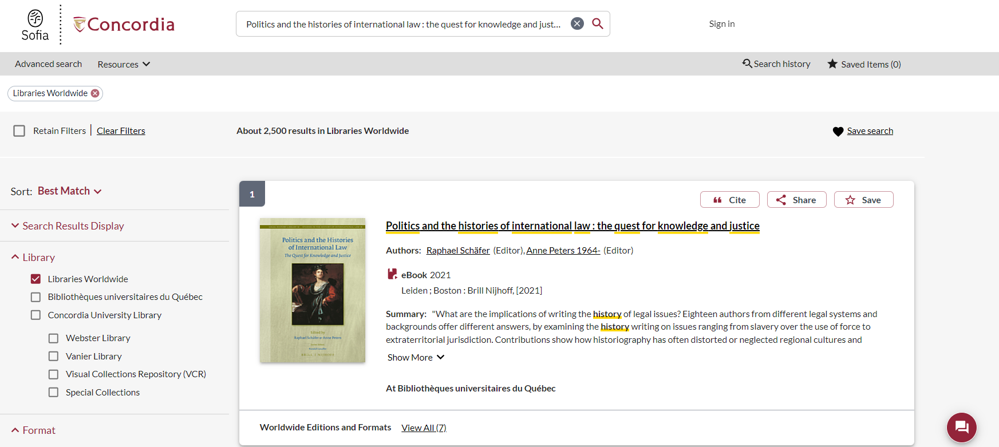 Sofia
Concordia
Politics and the histories of international law : the quest for knowledge and just...
Sign in
Advanced search
Resources
Search history
Saved Items (0)
Libraries Worldwide
Retain Filters
Clear Filters
About 2,500 results in Libraries Worldwide
Save search
Sort: Best Match
Search Results Display
Library
Libraries Worldwide
Bibliothèques universitaires du Québec
Concordia University Library
Webster Library
Vanier Library
Visual Collections Repository (VCR)
Special Collections
Format
1
Cite
Share
Save
Politics and the Histories
of International Law
The Quest for Knowledge and Justice
Edited by
Raphael Schäfer & Anne Peters
BRILL | NIJHOFF
Politics and the histories of international law : the quest for knowledge and justice
Authors: Raphael Schäfer (Editor), Anne Peters 1964- (Editor)
eBook 2021
Leiden ; Boston : Brill Nijhoff, [2021]
Summary: "What are the implications of writing the history of legal issues? Eighteen authors from different legal systems and
backgrounds offer different answers, by examining the history writing on issues ranging from slavery over the use of force to
extraterritorial jurisdiction. Contributions show how historiography has often distorted or neglected regional cultures and
Show More
At Bibliothèques universitaires du Québec
Worldwide Editions and Formats
View All (7)